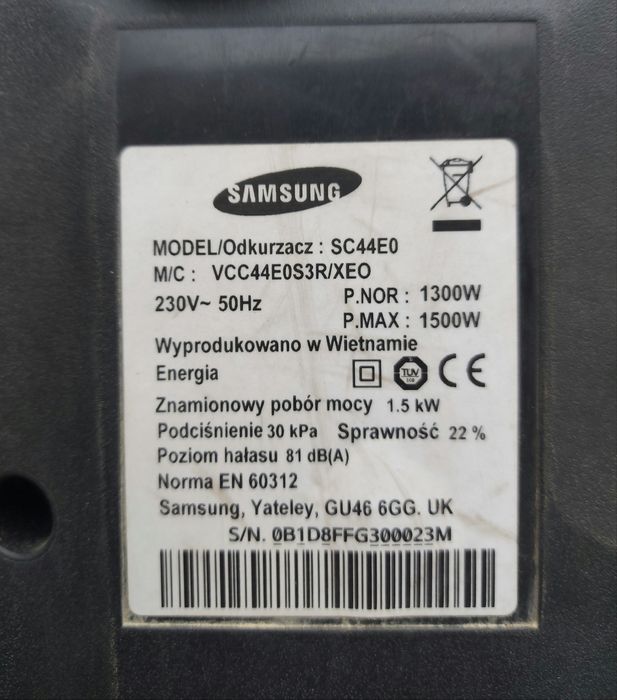 SAMSUNG
MODEL/Odkurzacz : SC44E0
M/C : VCC44E0S3R/XEO
230V~ 50Hz P.NOR : 1300W
P.MAX : 1500W
Wyprodukowano w Wietnamie
Energia TUV CE
Znamionowy pobór mocy 1.5 kW
Podciśnienie 30 kPa Sprawność 22 %
Poziom hałasu 81 dB(A)
Norma EN 60312
Samsung, Yateley, GU46 6GG. UK
S/N. 0B1D8FFG300023M